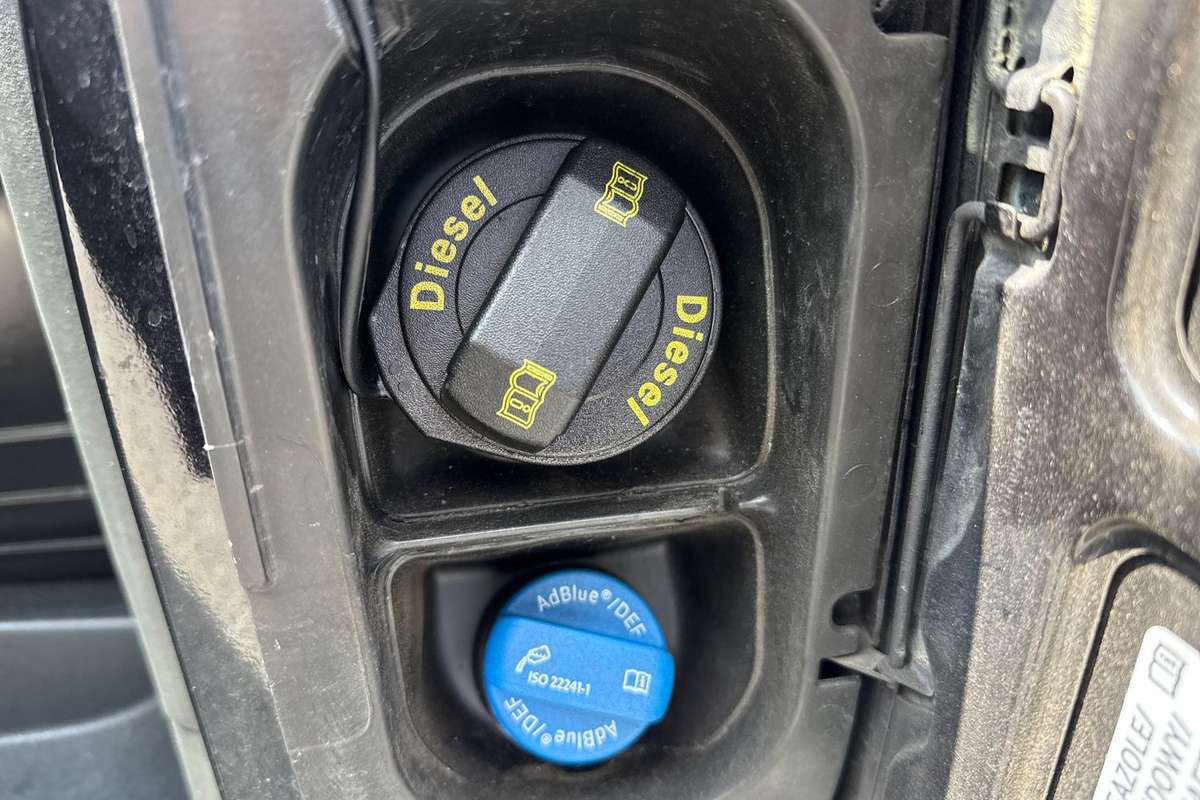 Diesel
Diesel
AdBlue®/DEF
ISO 22241-1
AdBlue®/DEF